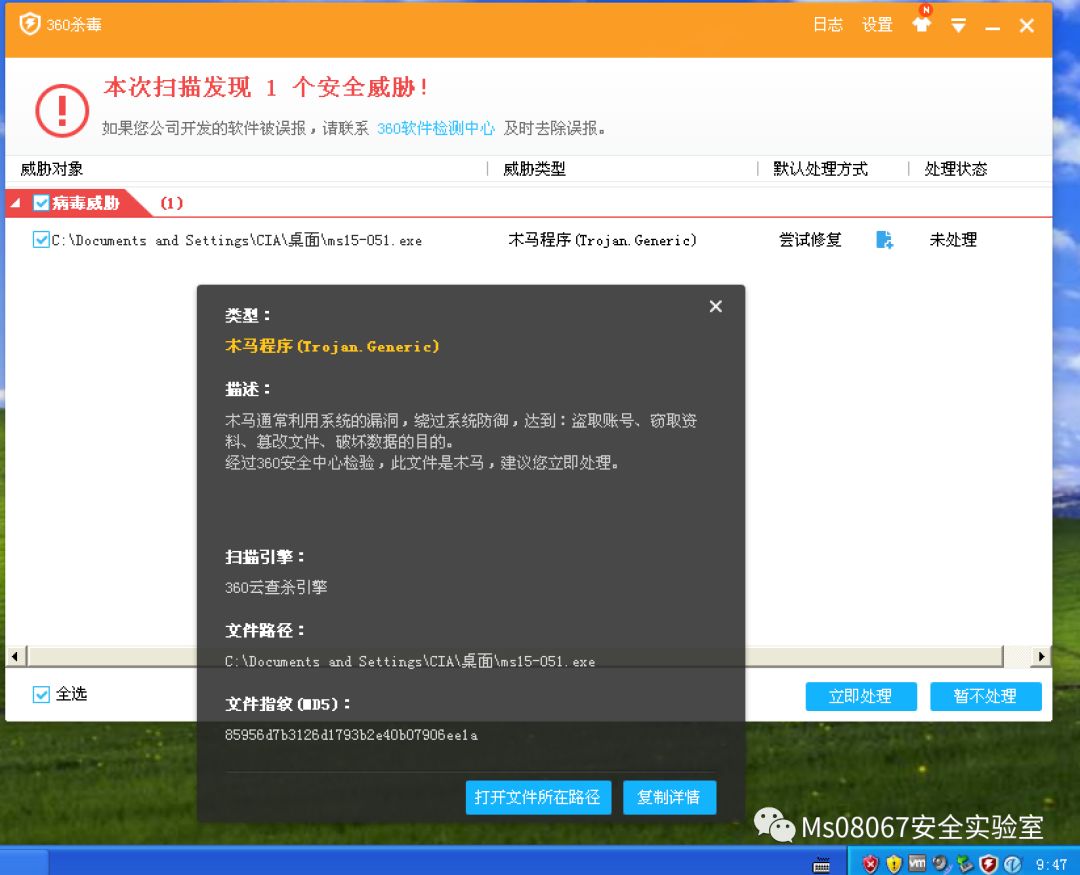 360杀毒
日志 设置 N
本次扫描发现 1 个安全威胁!
如果您公司开发的软件被误报,请联系 360软件检测中心 及时去除误报。
威胁对象 威胁类型 默认处理方式 处理状态
病毒威胁 (1)
C:\Documents and Settings\CIA\桌面\ms15-051.exe 木马程序(Trojan.Generic) 尝试修复 未处理
类型:
木马程序(Trojan.Generic)
描述:
木马通常利用系统的漏洞,绕过系统防御,达到:盗取账号、窃取资
料、篡改文件、破坏数据的目的。
经过360安全中心检验,此文件是木马,建议您立即处理。
扫描引擎:
360云查杀引擎
文件路径:
C:\Documents and Settings\CIA\桌面\ms15-051.exe
文件指纹(MD5):
85956d7b3126d1793b2e40b07906ee1a
打开文件所在路径 复制详情
全选 立即处理 暂不处理
Ms08067安全实验室
vm 9:47